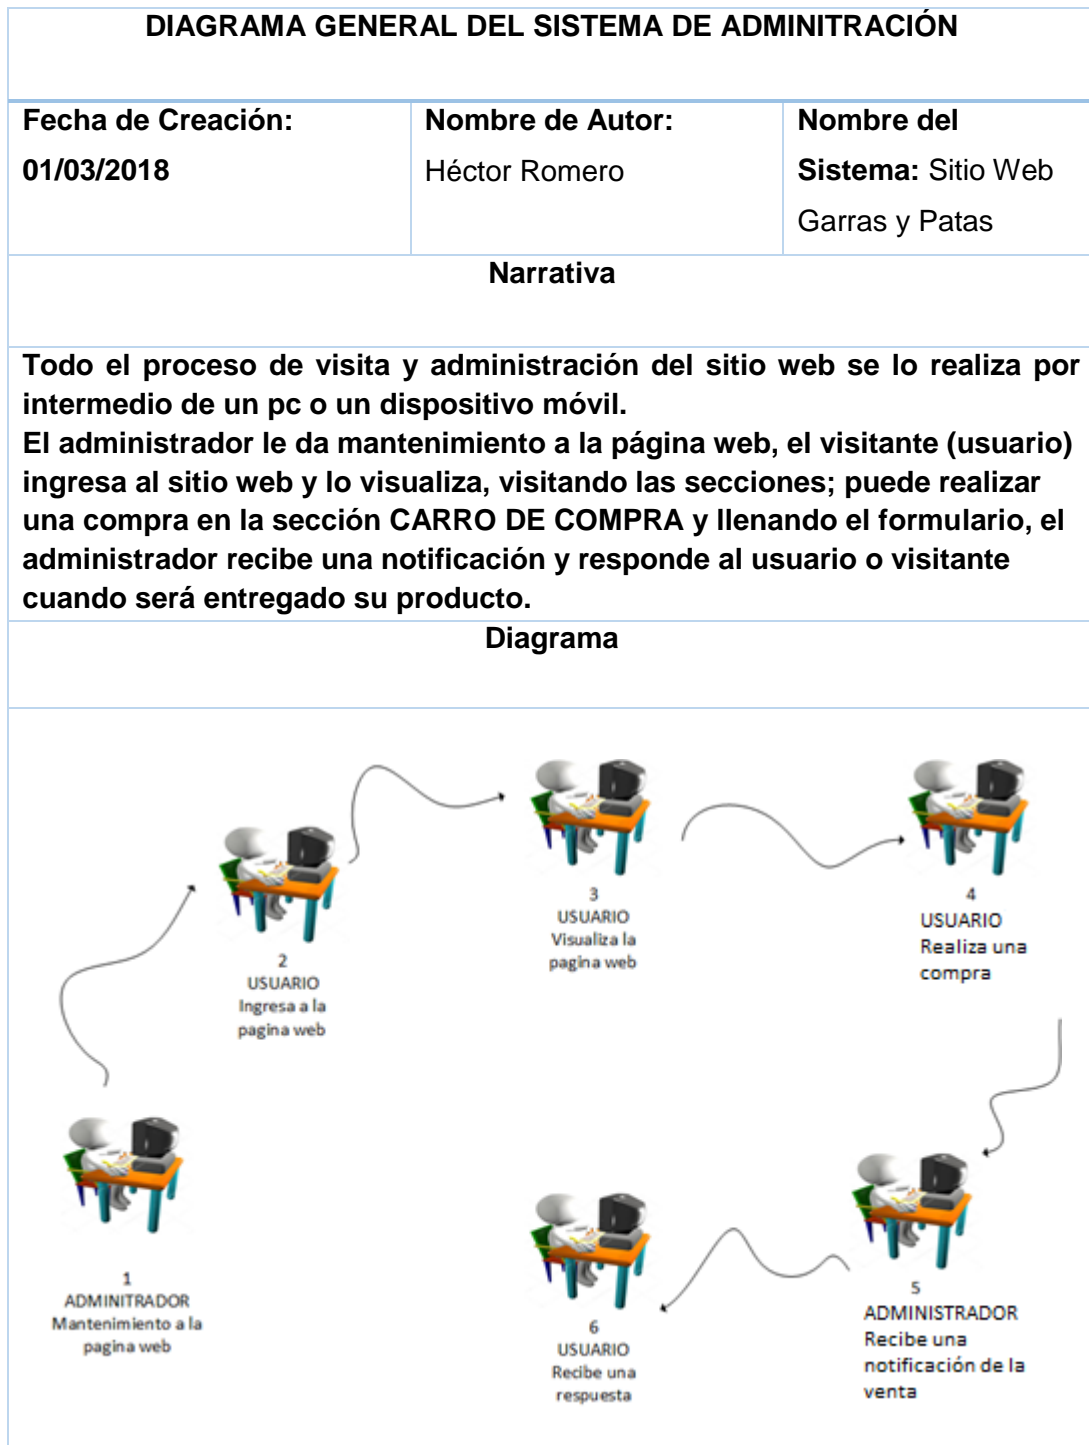 DIAGRAMA GENERAL DEL SISTEMA DE ADMINITRACIÓN
Fecha de Creación:
01/03/2018
Nombre de Autor:
Héctor Romero
Nombre del
Sistema: Sitio Web
Garras y Patas
Narrativa
Todo el proceso de visita y administración del sitio web se lo realiza por
intermedio de un pc o un dispositivo móvil.
El administrador le da mantenimiento a la página web, el visitante (usuario)
ingresa al sitio web y lo visualiza, visitando las secciones; puede realizar
una compra en la sección CARRO DE COMPRA y llenando el formulario, el
administrador recibe una notificación y responde al usuario o visitante
cuando será entregado su producto.
Diagrama
1
ADMINITRADOR
Mantenimiento a la
pagina web
2
USUARIO
Ingresa a la
pagina web
3
USUARIO
Visualiza la
pagina web
4
USUARIO
Realiza una
compra
5
ADMINISTRADOR
Recibe una
notificación de la
venta
6
USUARIO
Recibe una
respuesta